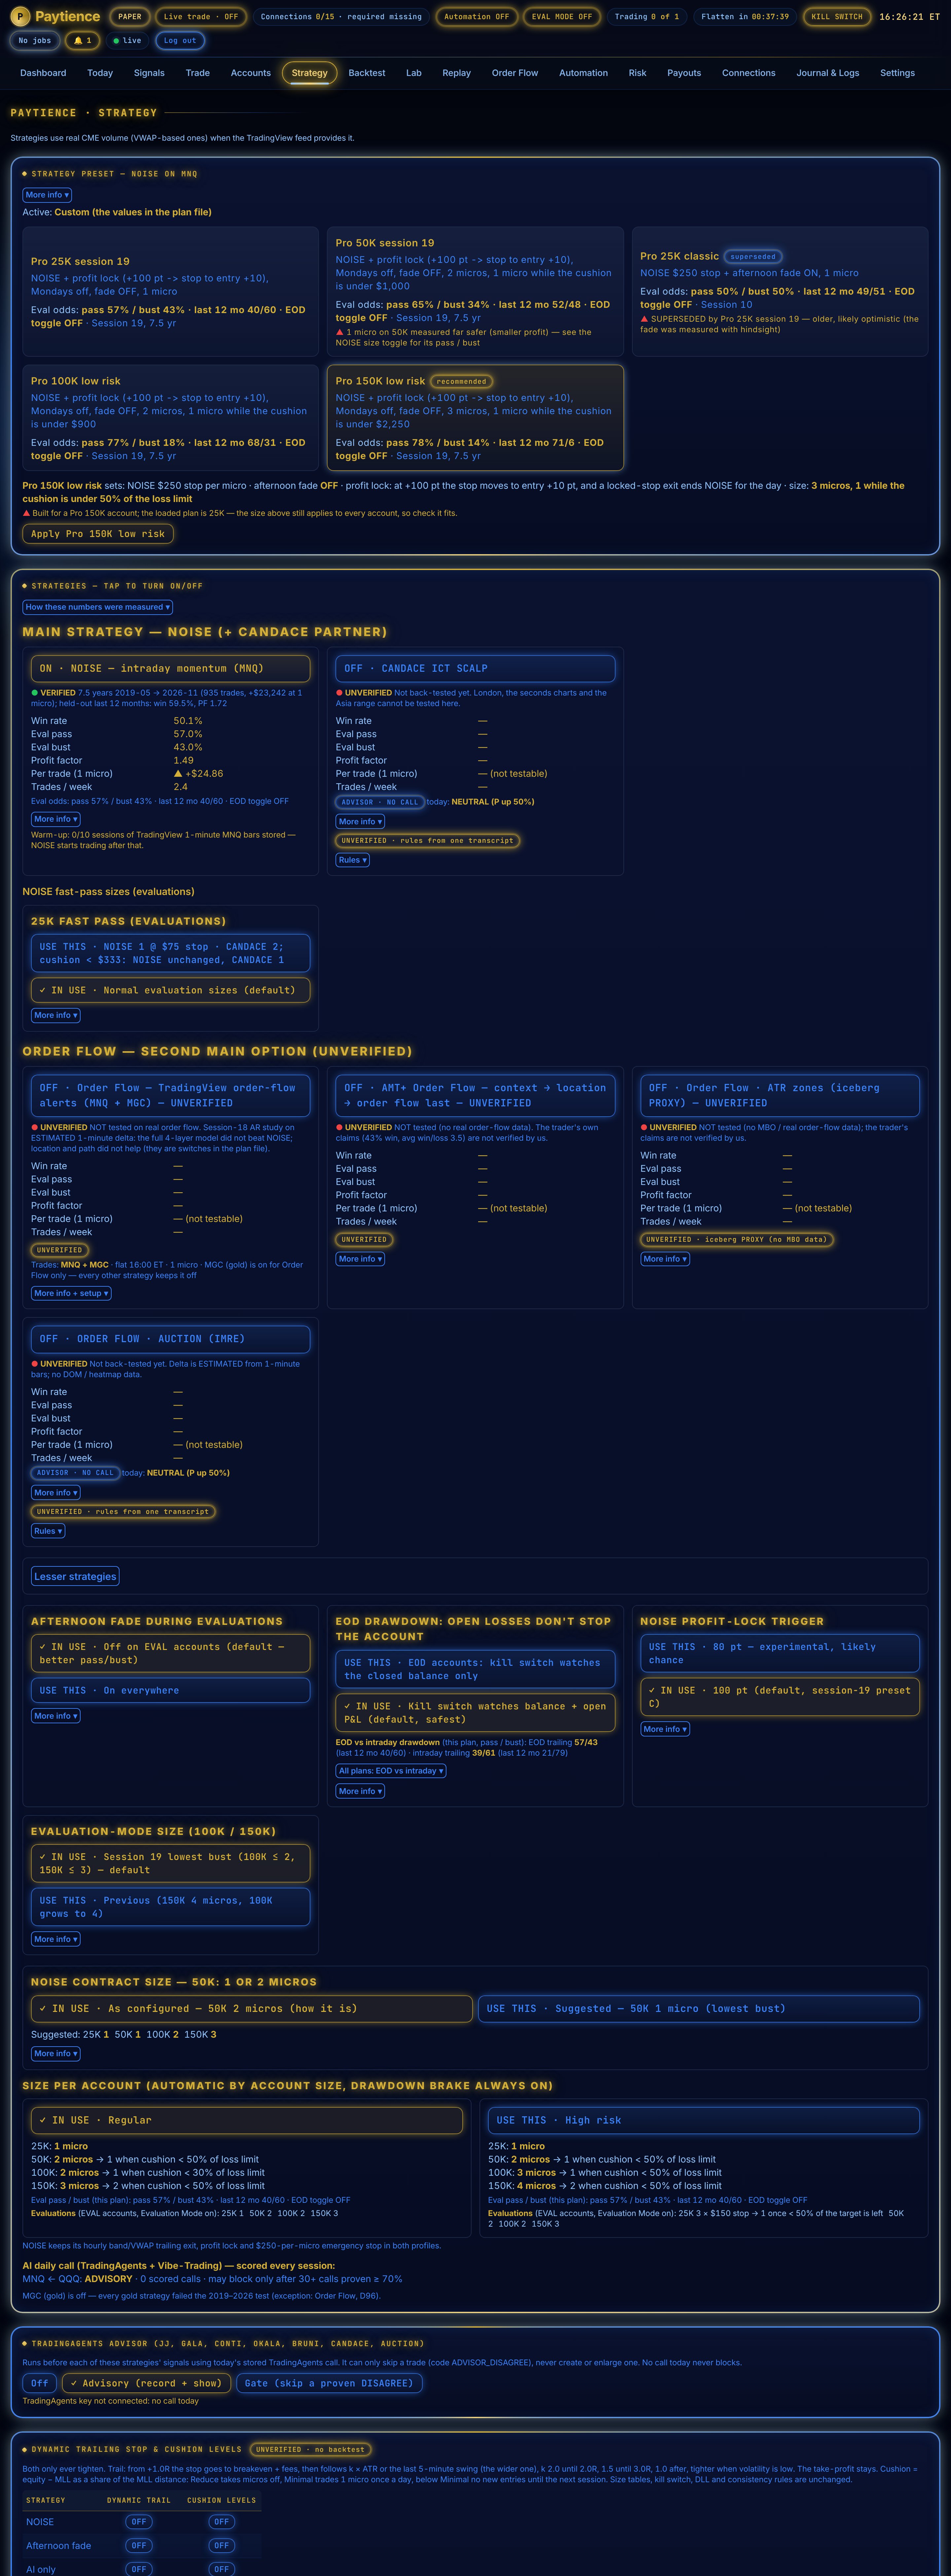 P Paytience PAPER Live trade · OFF Connections 0/15 · required missing Automation OFF EVAL MODE OFF Trading 0 of 1 Flatten in 00:37:39 KILL SWITCH 16:26:21 ET
No jobs 🔔 1 live Log out
Dashboard Today Signals Trade Accounts Strategy Backtest Lab Replay Order Flow Automation Risk Payouts Connections Journal & Logs Settings
PAYTIENCE · STRATEGY
Strategies use real CME volume (VWAP-based ones) when the TradingView feed provides it.
STRATEGY PRESET — NOISE ON MNQ
More info ▾
Active: Custom (the values in the plan file)
Pro 25K session 19
NOISE + profit lock (+100 pt -> stop to entry +10),
Mondays off, fade OFF, 1 micro
Eval odds: pass 57% / bust 43% · last 12 mo 40/60 · EOD
toggle OFF · Session 19, 7.5 yr
Pro 50K session 19
NOISE + profit lock (+100 pt -> stop to entry +10),
Mondays off, fade OFF, 2 micros, 1 micro while the cushion
is under $1,000
Eval odds: pass 65% / bust 34% · last 12 mo 52/48 · EOD
toggle OFF · Session 19, 7.5 yr
▲ 1 micro on 50K measured far safer (smaller profit) — see the
NOISE size toggle for its pass / bust
Pro 25K classic superseded
NOISE $250 stop + afternoon fade ON, 1 micro
Eval odds: pass 50% / bust 50% · last 12 mo 49/51 · EOD
toggle OFF · Session 10
▲ SUPERSEDED by Pro 25K session 19 — older, likely optimistic (the
fade was measured with hindsight)
Pro 100K low risk
NOISE + profit lock (+100 pt -> stop to entry +10),
Mondays off, fade OFF, 2 micros, 1 micro while the cushion
is under $900
Eval odds: pass 77% / bust 18% · last 12 mo 68/31 · EOD
toggle OFF · Session 19, 7.5 yr
Pro 150K low risk recommended
NOISE + profit lock (+100 pt -> stop to entry +10),
Mondays off, fade OFF, 3 micros, 1 micro while the cushion
is under $2,250
Eval odds: pass 78% / bust 14% · last 12 mo 71/6 · EOD
toggle OFF · Session 19, 7.5 yr
Pro 150K low risk sets: NOISE $250 stop per micro · afternoon fade OFF · profit lock: at +100 pt the stop moves to entry +10 pt, and a locked-stop exit ends NOISE for the day · size: 3 micros, 1 while the
cushion is under 50% of the loss limit
▲ Built for a Pro 150K account; the loaded plan is 25K — the size above still applies to every account, so check it fits.
Apply Pro 150K low risk
STRATEGIES — TAP TO TURN ON/OFF
How these numbers were measured ▾
MAIN STRATEGY — NOISE (+ CANDACE PARTNER)
ON · NOISE — intraday momentum (MNQ)
VERIFIED 7.5 years 2019-05 → 2026-11 (935 trades, +$23,242 at 1
micro); held-out last 12 months: win 59.5%, PF 1.72
Win rate 50.1%
Eval pass 57.0%
Eval bust 43.0%
Profit factor 1.49
Per trade (1 micro) ▲ +$24.86
Trades / week 2.4
Eval odds: pass 57% / bust 43% · last 12 mo 40/60 · EOD toggle OFF
More info ▾
Warm-up: 0/10 sessions of TradingView 1-minute MNQ bars stored —
NOISE starts trading after that.
OFF · CANDACE ICT SCALP
UNVERIFIED Not back-tested yet. London, the seconds charts and the
Asia range cannot be tested here.
Win rate —
Eval pass —
Eval bust —
Profit factor —
Per trade (1 micro) — (not testable)
Trades / week —
ADVISOR · NO CALL today: NEUTRAL (P up 50%)
More info ▾
UNVERIFIED · rules from one transcript
Rules ▾
NOISE fast-pass sizes (evaluations)
25K FAST PASS (EVALUATIONS)
USE THIS · NOISE 1 @ $75 stop · CANDACE 2;
cushion < $333: NOISE unchanged, CANDACE 1
✓ IN USE · Normal evaluation sizes (default)
More info ▾
ORDER FLOW — SECOND MAIN OPTION (UNVERIFIED)
OFF · Order Flow — TradingView order-flow
alerts (MNQ + MGC) — UNVERIFIED
UNVERIFIED NOT tested on real order flow. Session-18 AR study on
ESTIMATED 1-minute delta: the full 4-layer model did not beat NOISE;
location and path did not help (they are switches in the plan file).
Win rate —
Eval pass —
Eval bust —
Profit factor —
Per trade (1 micro) — (not testable)
Trades / week —
UNVERIFIED
Trades: MNQ + MGC · flat 16:00 ET · 1 micro · MGC (gold) is on for Order
Flow only — every other strategy keeps it off
More info + setup ▾
OFF · AMT+ Order Flow — context → location
→ order flow last — UNVERIFIED
UNVERIFIED NOT tested (no real order-flow data). The trader's own
claims (43% win, avg win/loss 3.5) are not verified by us.
Win rate —
Eval pass —
Eval bust —
Profit factor —
Per trade (1 micro) — (not testable)
Trades / week —
UNVERIFIED
More info ▾
OFF · Order Flow · ATR zones (iceberg
PROXY) — UNVERIFIED
UNVERIFIED NOT tested (no MBO / real order-flow data); the trader's
claims are not verified by us.
Win rate —
Eval pass —
Eval bust —
Profit factor —
Per trade (1 micro) — (not testable)
Trades / week —
UNVERIFIED · iceberg PROXY (no MBO data)
More info ▾
OFF · ORDER FLOW · AUCTION (IMRE)
UNVERIFIED Not back-tested yet. Delta is ESTIMATED from 1-minute
bars; no DOM / heatmap data.
Win rate —
Eval pass —
Eval bust —
Profit factor —
Per trade (1 micro) — (not testable)
Trades / week —
ADVISOR · NO CALL today: NEUTRAL (P up 50%)
More info ▾
UNVERIFIED · rules from one transcript
Rules ▾
Lesser strategies
AFTERNOON FADE DURING EVALUATIONS
✓ IN USE · Off on EVAL accounts (default —
better pass/bust)
USE THIS · On everywhere
More info ▾
EOD DRAWDOWN: OPEN LOSSES DON'T STOP
THE ACCOUNT
USE THIS · EOD accounts: kill switch watches
the closed balance only
✓ IN USE · Kill switch watches balance + open
P&L (default, safest)
EOD vs intraday drawdown (this plan, pass / bust): EOD trailing 57/43
(last 12 mo 40/60) · intraday trailing 39/61 (last 12 mo 21/79)
All plans: EOD vs intraday ▾
More info ▾
NOISE PROFIT-LOCK TRIGGER
USE THIS · 80 pt — experimental, likely
chance
✓ IN USE · 100 pt (default, session-19 preset
C)
More info ▾
EVALUATION-MODE SIZE (100K / 150K)
✓ IN USE · Session 19 lowest bust (100K ≤ 2,
150K ≤ 3) — default
USE THIS · Previous (150K 4 micros, 100K
grows to 4)
More info ▾
NOISE CONTRACT SIZE — 50K: 1 OR 2 MICROS
✓ IN USE · As configured — 50K 2 micros (how it is)
USE THIS · Suggested — 50K 1 micro (lowest bust)
Suggested: 25K 1 50K 1 100K 2 150K 3
More info ▾
SIZE PER ACCOUNT (AUTOMATIC BY ACCOUNT SIZE, DRAWDOWN BRAKE ALWAYS ON)
✓ IN USE · Regular
25K: 1 micro
50K: 2 micros → 1 when cushion < 50% of loss limit
100K: 2 micros → 1 when cushion < 30% of loss limit
150K: 3 micros → 2 when cushion < 50% of loss limit
Eval pass / bust (this plan): pass 57% / bust 43% · last 12 mo 40/60 · EOD toggle OFF
Evaluations (EVAL accounts, Evaluation Mode on): 25K 1 50K 2 100K 2 150K 3
USE THIS · High risk
25K: 1 micro
50K: 2 micros → 1 when cushion < 50% of loss limit
100K: 3 micros → 1 when cushion < 50% of loss limit
150K: 4 micros → 2 when cushion < 50% of loss limit
Eval pass / bust (this plan): pass 57% / bust 43% · last 12 mo 40/60 · EOD toggle OFF
Evaluations (EVAL accounts, Evaluation Mode on): 25K 3 × $150 stop → 1 once < 50% of the target is left 50K
2 100K 2 150K 3
NOISE keeps its hourly band/VWAP trailing exit, profit lock and $250-per-micro emergency stop in both profiles.
AI daily call (TradingAgents + Vibe-Trading) — scored every session:
MNQ ← QQQ: ADVISORY · 0 scored calls · may block only after 30+ calls proven ≥ 70%
MGC (gold) is off — every gold strategy failed the 2019–2026 test (exception: Order Flow, D96).
TRADINGAGENTS ADVISOR (JJ, GALA, CONTI, OKALA, BRUNI, CANDACE, AUCTION)
Runs before each of these strategies' signals using today's stored TradingAgents call. It can only skip a trade (code ADVISOR_DISAGREE), never create or enlarge one. No call today never blocks.
Off ✓ Advisory (record + show) Gate (skip a proven DISAGREE)
TradingAgents key not connected: no call today
DYNAMIC TRAILING STOP & CUSHION LEVELS UNVERIFIED · no backtest
Both only ever tighten. Trail: from +1.0R the stop goes to breakeven + fees, then follows k × ATR or the last 5-minute swing (the wider one), k 2.0 until 2.0R, 1.5 until 3.0R, 1.0 after, tighter when volatility is low. The take-profit stays. Cushion =
equity − MLL as a share of the MLL distance: Reduce takes micros off, Minimal trades 1 micro once a day, below Minimal no new entries until the next session. Size tables, kill switch, DLL and consistency rules are unchanged.
STRATEGY DYNAMIC TRAIL CUSHION LEVELS
NOISE OFF OFF
Afternoon fade OFF OFF
AI only OFF OFF